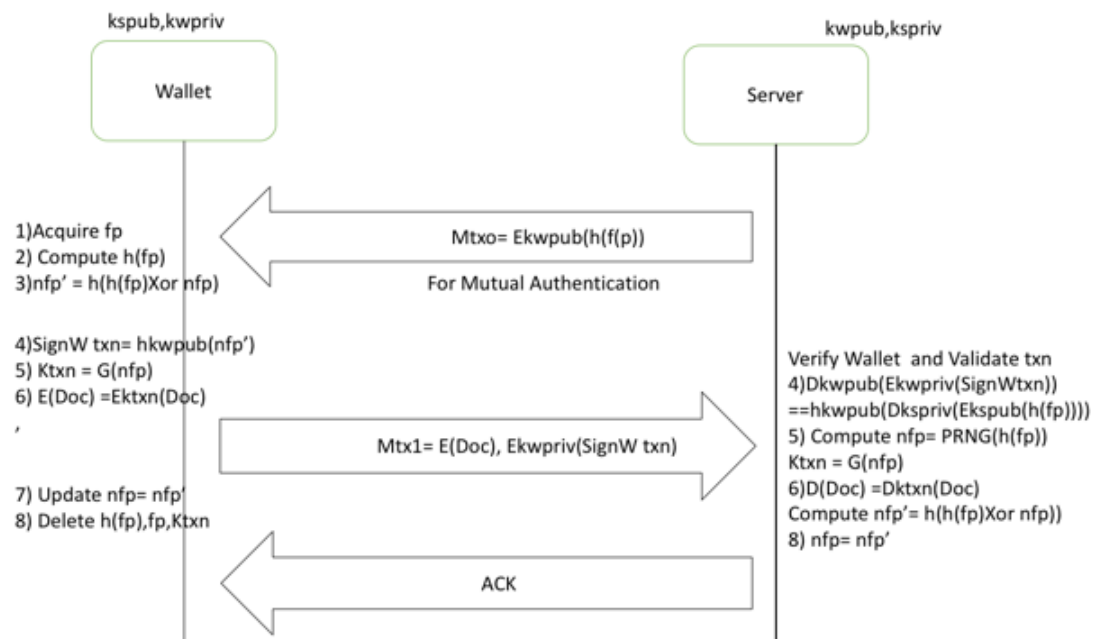 kspub,kwpriv
kwpub,kspriv
Wallet
Server
Mtxo= Ekwpub(h(f(p))
For Mutual Authentication
1)Acquire fp
2) Compute h(fp)
3)nfp’ = h(h(fp)Xor nfp)
4)SignW txn= hkwpub(nfp’)
5) Ktxn = G(nfp)
6) E(Doc) =Ektxn(Doc)
,
Mtx1= E(Doc), Ekwpriv(SignW txn)
7) Update nfp= nfp’
8) Delete h(fp),fp,Ktxn
Verify Wallet and Validate txn
4)Dkwpub(Ekwpriv(SignWtxn))
==hkwpub(Dkspriv(Ekspub(h(fp))))
5) Compute nfp= PRNG(h(fp))
Ktxn = G(nfp)
6)D(Doc) =Dktxn(Doc)
Compute nfp’= h(h(fp)Xor nfp))
8) nfp= nfp’
ACK